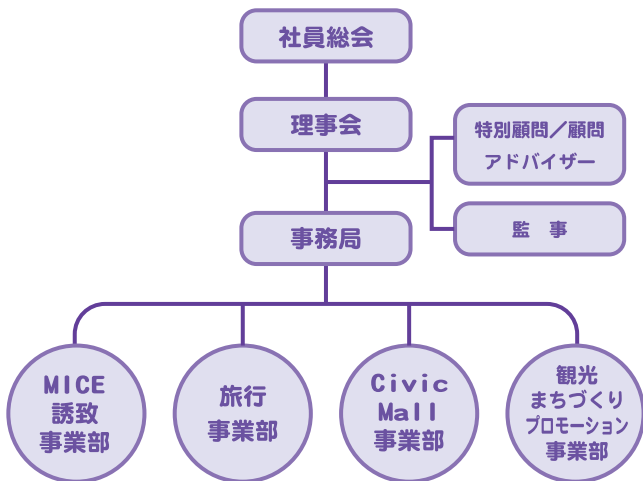 社員総会
理事会
特別顧問／顧問
アドバイザー
監　事
事務局
MICE
誘致
事業部
旅行
事業部
Civic
Mall
事業部
観光
まちづくり
プロモーション
事業部